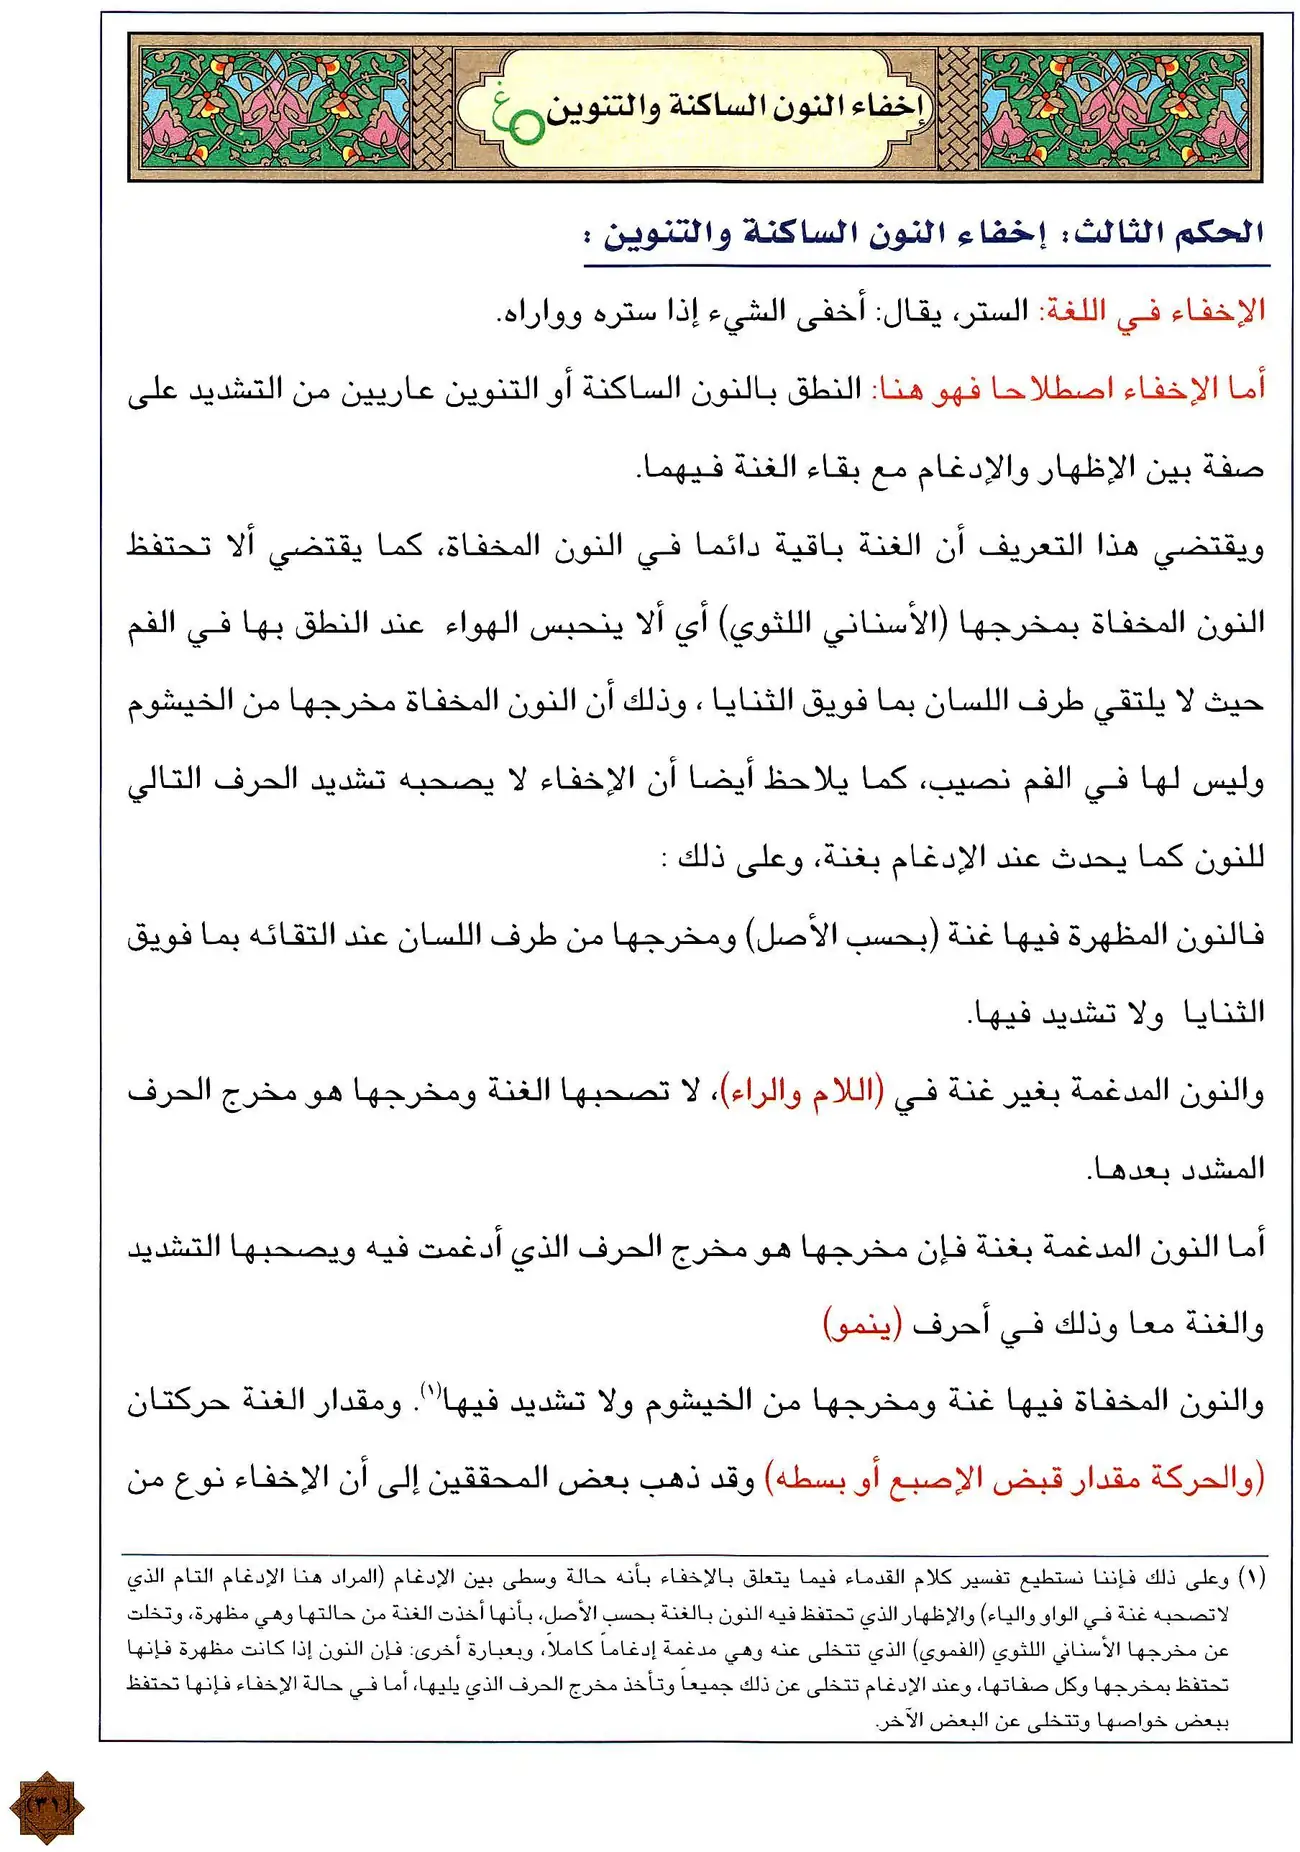 إخفاء النون الساكنة والتنوين
غ
الحكم الثالث: إخفاء النون الساكنة والتنوين :
الإخفاء في اللغة: الستر، يقال: أخفى الشيء إذا ستره وواراه.
أما الإخفاء اصطلاحا فهو هنا: النطق بالنون الساكنة أو التنوين عاريين من التشديد على
صفة بين الإظهار والإدغام مع بقاء الغنة فيهما.
ويقتضي هذا التعريف أن الغنة باقية دائما في النون المخفاة، كما يقتضي ألا تحتفظ
النون المخفاة بمخرجها (الأسناني اللثوي) أي ألا ينحبس الهواء عند النطق بها في الفم
حيث لا يلتقي طرف اللسان بما فويق الثنايا ، وذلك أن النون المخفاة مخرجها من الخيشوم
وليس لها في الفم نصيب، كما يلاحظ أيضا أن الإخفاء لا يصحبه تشديد الحرف التالي
للنون كما يحدث عند الإدغام بغنة، وعلى ذلك :
فالنون المظهرة فيها غنة (بحسب الأصل) ومخرجها من طرف اللسان عند التقائه بما فويق
الثنايا ولا تشديد فيها.
والنون المدغمة بغير غنة في (اللام والراء)، لا تصحبها الغنة ومخرجها هو مخرج الحرف
المشدد بعدها.
أما النون المدغمة بغنة فإن مخرجها هو مخرج الحرف الذي أدغمت فيه ويصحبها التشديد
والغنة معا وذلك في أحرف (ينمو)
والنون المخفاة فيها غنة ومخرجها من الخيشوم ولا تشديد فيها(١). ومقدار الغنة حركتان
(والحركة مقدار قبض الإصبع أو بسطه) وقد ذهب بعض المحققين إلى أن الإخفاء نوع من
(١) وعلى ذلك فإننا نستطيع تفسير كلام القدماء فيما يتعلق بالإخفاء بأنه حالة وسطى بين الإدغام (المراد هنا الإدغام التام الذي
لاتصحبه غنة في الواو والياء) والإظهار الذي تحتفظ فيه النون بالغنة بحسب الأصل، بأنها أخذت الغنة من حالتها وهي مظهرة، وتخلت
عن مخرجها الأسناني اللثوي (الفموي) الذي تتخلى عنه وهي مدغمة إدغاماً كاملاً، وبعبارة أخرى: فإن النون إذا كانت مظهرة فإنها
تحتفظ بمخرجها وكل صفاتها، وعند الإدغام تتخلى عن ذلك جميعاً وتأخذ مخرج الحرف الذي يليها، أما في حالة الإخفاء فإنها تحتفظ
ببعض خواصها وتتخلى عن البعض الآخر.
(٣١)